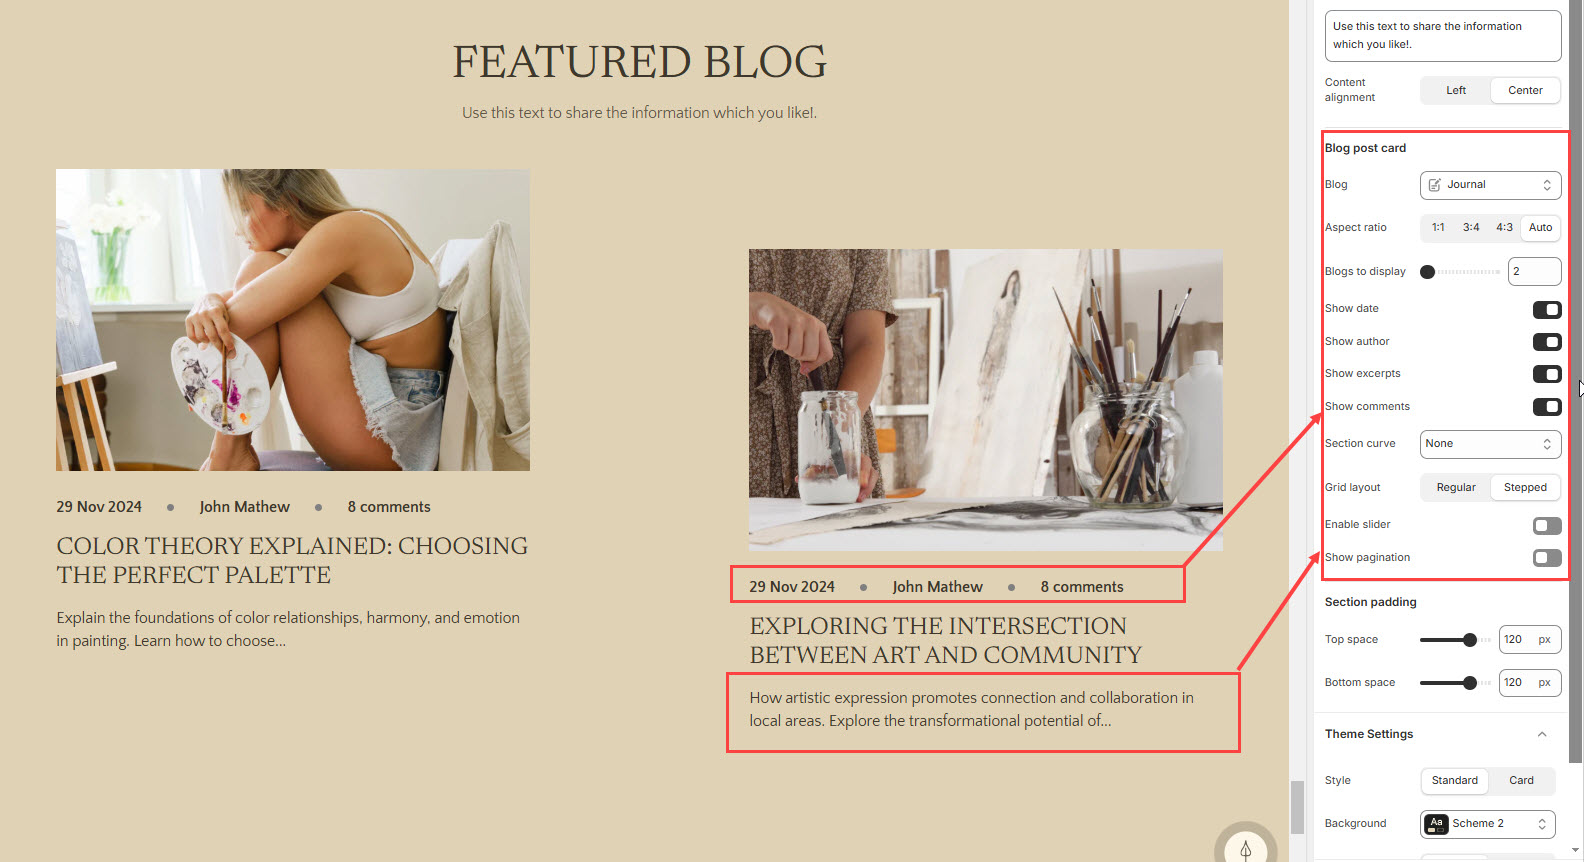 FEATURED BLOG
Use this text to share the information which you like!.
29 Nov 2024 John Mathew 8 comments
COLOR THEORY EXPLAINED: CHOOSING
THE PERFECT PALETTE
Explain the foundations of color relationships, harmony, and emotion
in painting. Learn how to choose...
29 Nov 2024 John Mathew 8 comments
EXPLORING THE INTERSECTION
BETWEEN ART AND COMMUNITY
How artistic expression promotes connection and collaboration in
local areas. Explore the transformational potential of...
Use this text to share the information
which you like!.
Content
alignment
Left Center
Blog post card
Blog Journal
Aspect ratio 1:1 3:4 4:3 Auto
Blogs to display 2
Show date
Show author
Show excerpts
Show comments
Section curve None
Grid layout Regular Stepped
Enable slider
Show pagination
Section padding
Top space 120 px
Bottom space 120 px
Theme Settings
Style Standard Card
Background Aa Scheme 2